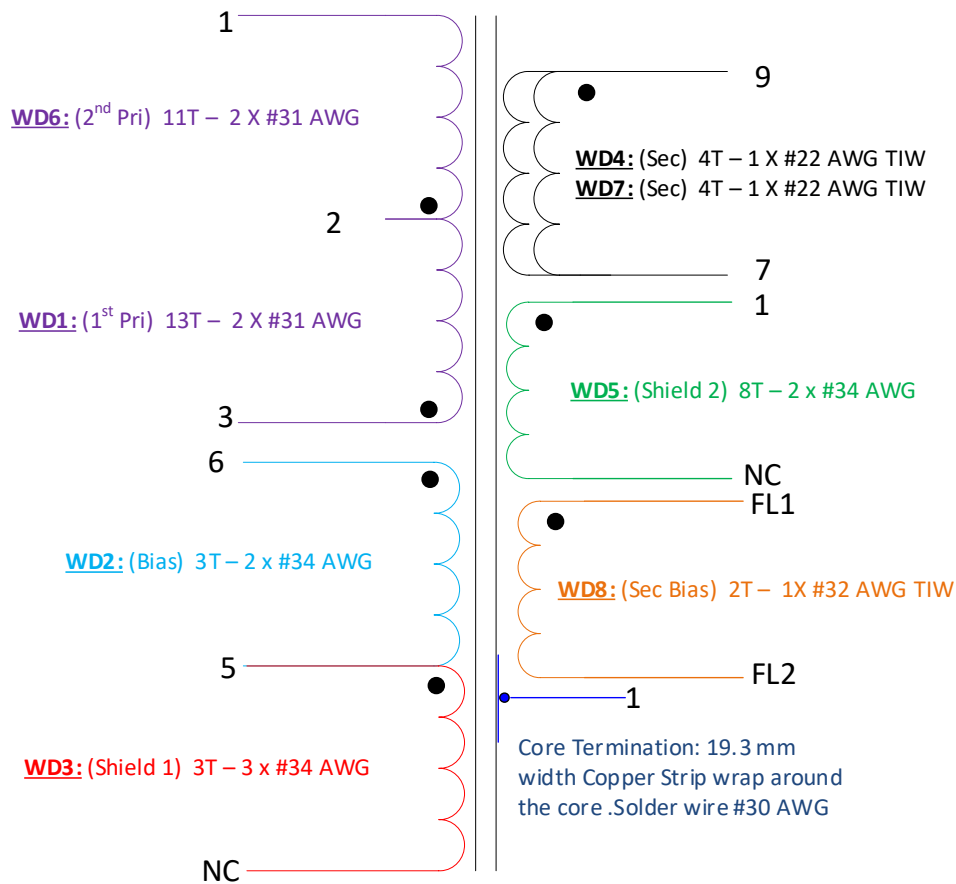 1
WD6: (2nd Pri) 11T – 2 X #31 AWG
2
WD1: (1st Pri) 13T – 2 X #31 AWG
3
6
WD2: (Bias) 3T – 2 x #34 AWG
5
WD3: (Shield 1) 3T – 3 x #34 AWG
NC
9
WD4: (Sec) 4T – 1 X #22 AWG TIW
WD7: (Sec) 4T – 1 X #22 AWG TIW
7
1
WD5: (Shield 2) 8T – 2 x #34 AWG
NC
FL1
WD8: (Sec Bias) 2T – 1X #32 AWG TIW
FL2
1
Core Termination: 19.3 mm
width Copper Strip wrap around
the core .Solder wire #30 AWG